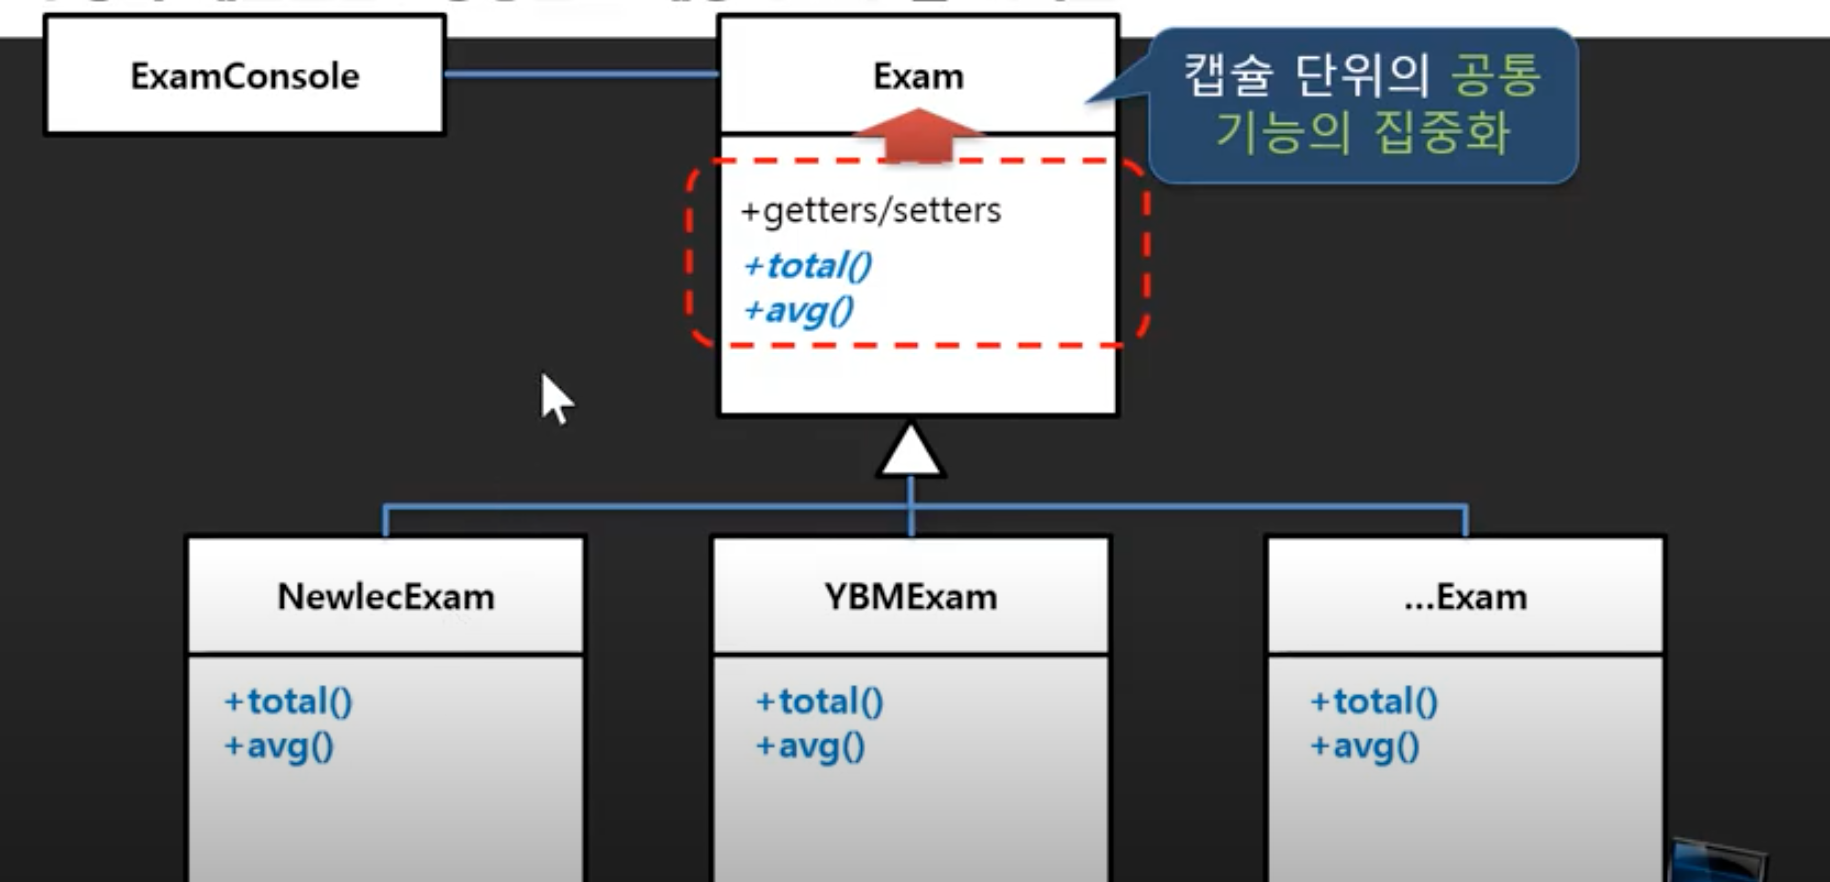 ExamConsole
Exam
캡슐 단위의 공통
기능의 집중화
+getters/setters
+total()
+avg()
NewlecExam
YBMExam
...Exam
+total()
+avg()
+total()
+avg()
+total()
+avg()